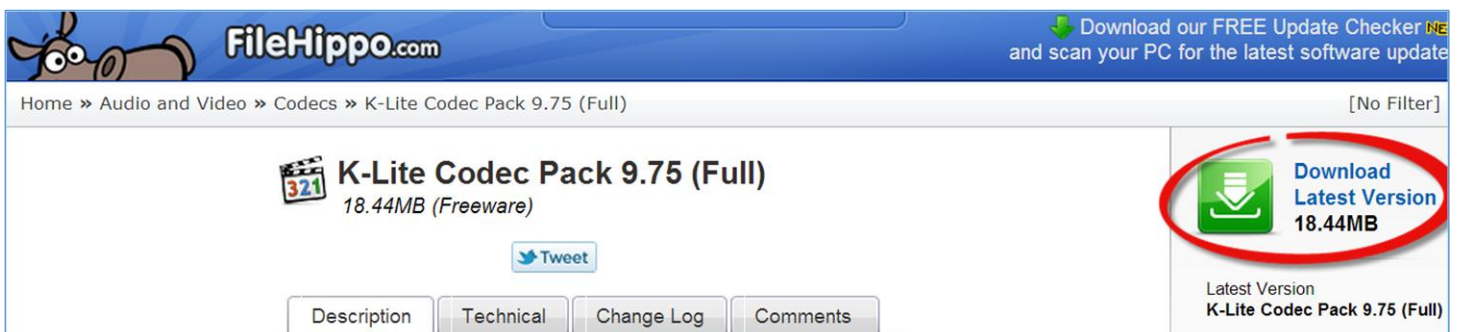 FileHippo.com
Download our FREE Update Checker NE
and scan your PC for the latest software update
Home » Audio and Video » Codecs » K-Lite Codec Pack 9.75 (Full)
[No Filter]
321
K-Lite Codec Pack 9.75 (Full)
18.44MB (Freeware)
Tweet
Description
Technical
Change Log
Comments
Download
Latest Version
18.44MB
Latest Version
K-Lite Codec Pack 9.75 (Full)